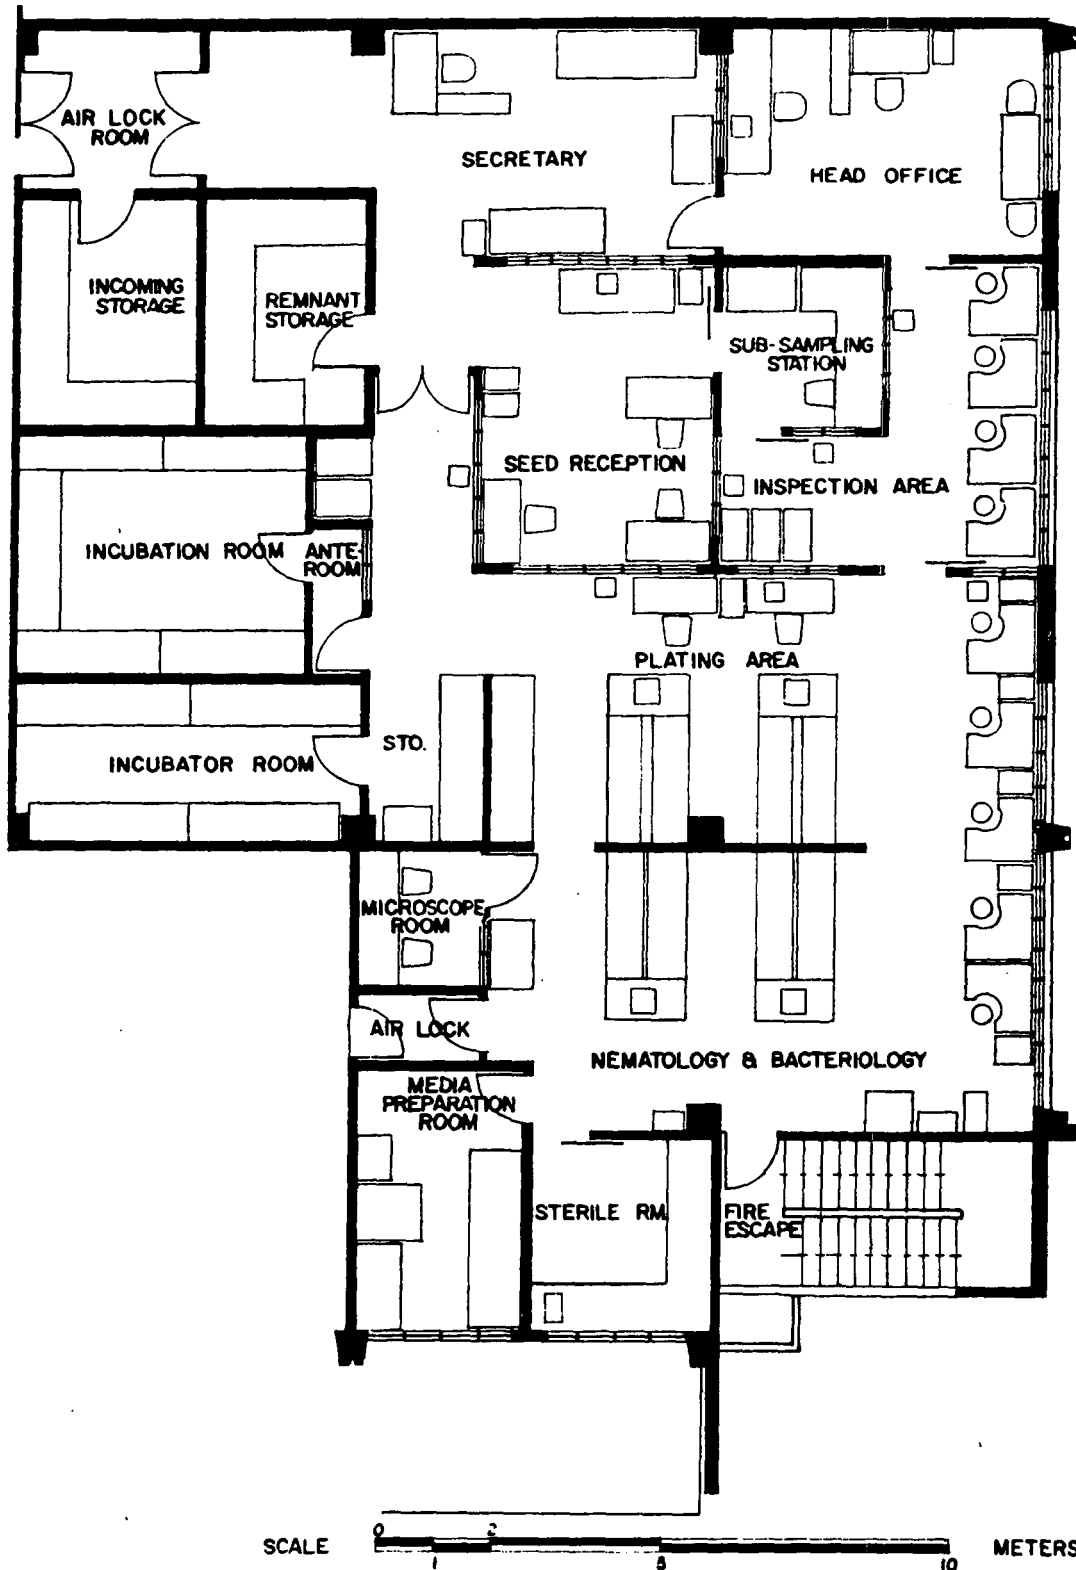 AIR LOCK
ROOM
SECRETARY
HEAD OFFICE
INCOMING
STORAGE
REMNANT
STORAGE
SUB-SAMPLING
STATION
SEED RECEPTION
INSPECTION AREA
INCUBATION ROOM
ANTE-
ROOM
PLATING AREA
STO.
INCUBATOR ROOM
MICROSCOPE
ROOM
AIR LOCK
NEMATOLOGY & BACTERIOLOGY
MEDIA
PREPARATION
ROOM
STERILE RM.
FIRE
ESCAPE
SCALE
0 2
1 5 10
METERS